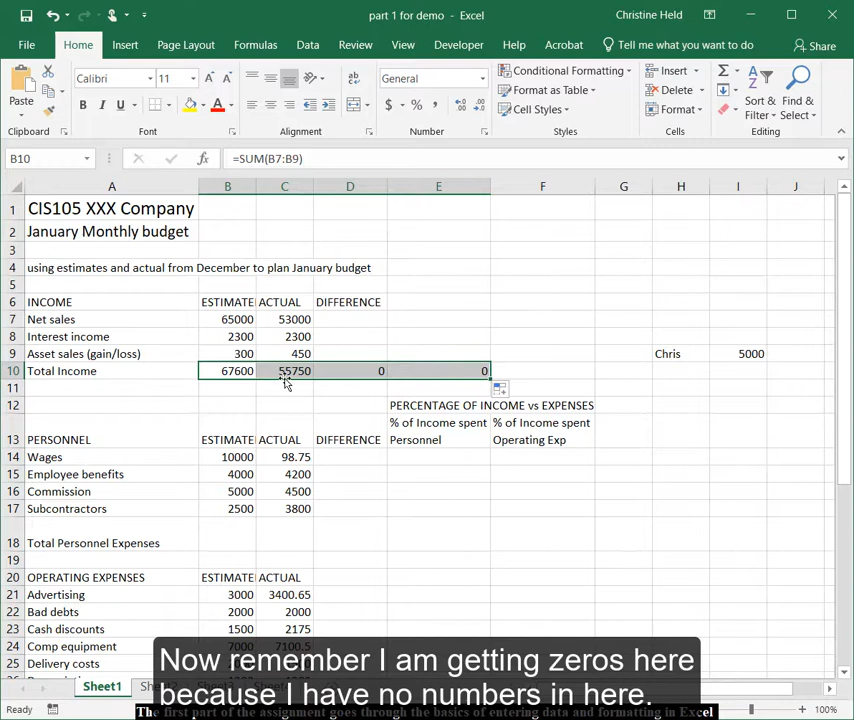 part 1 for demo - Excel
Christine Held
File Home Insert Page Layout Formulas Data Review View Developer Help Acrobat Tell me what you want to do Share
Paste
Calibri 11
General
Conditional Formatting
Format as Table
Cell Styles
Insert
Delete
Format
Sort & Filter
Find & Select
Clipboard Font Alignment Number Styles Cells Editing
B10 fx =SUM(B7:B9)
A B C D E F G H I J
1 CIS105 XXX Company
2 January Monthly budget
3
4 using estimates and actual from December to plan January budget
5
6 INCOME ESTIMATE ACTUAL DIFFERENCE
7 Net sales 65000 53000
8 Interest income 2300 2300
9 Asset sales (gain/loss) 300 450 Chris 5000
10 Total Income 67600 55750 0 0
11
12 PERCENTAGE OF INCOME vs EXPENSES
% of Income spent % of Income spent
13 PERSONNEL ESTIMATE ACTUAL DIFFERENCE Personnel Operating Exp
14 Wages 10000 98.75
15 Employee benefits 4000 4200
16 Commission 5000 4500
17 Subcontractors 2500 3800
18 Total Personnel Expenses
19
20 OPERATING EXPENSES ESTIMATE ACTUAL
21 Advertising 3000 3400.65
22 Bad debts 2000 2000
23 Cash discounts 1500 2175
24 Comp equipment 7000 7100.5
25 Delivery costs
Now remember I am getting zeros here
because I have no numbers in here.
Sheet1
100%
The first part of the assignment goes through the basics of entering data and formatting in Excel